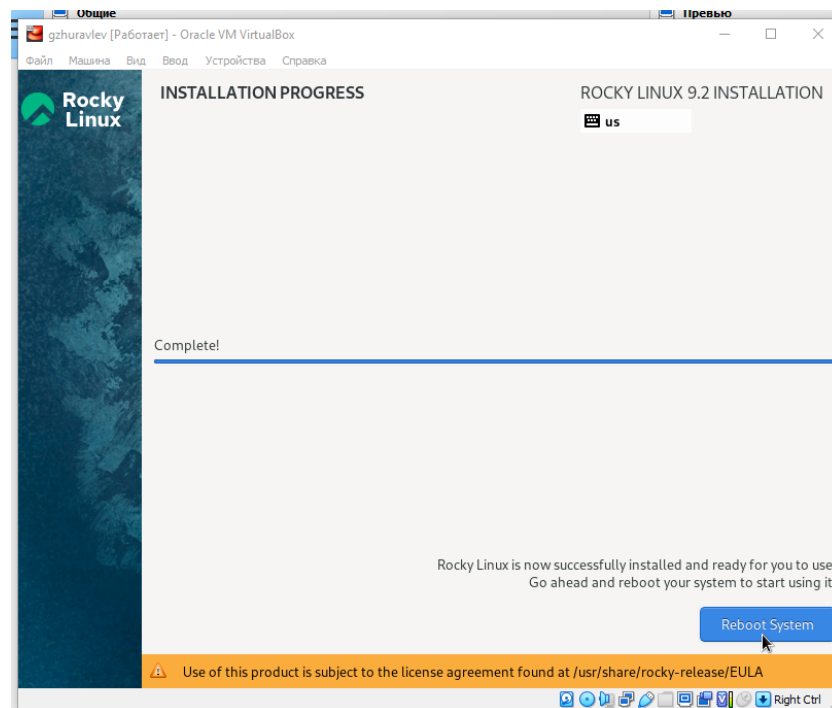 Общие
Превью
gzhuravlev [Работает] - Oracle VM VirtualBox
Файл Машина Вид Ввод Устройства Справка
Rocky
Linux
INSTALLATION PROGRESS
ROCKY LINUX 9.2 INSTALLATION
us
Complete!
Rocky Linux is now successfully installed and ready for you to use
Go ahead and reboot your system to start using it
Reboot System
Use of this product is subject to the license agreement found at /usr/share/rocky-release/EULA
Right Ctrl